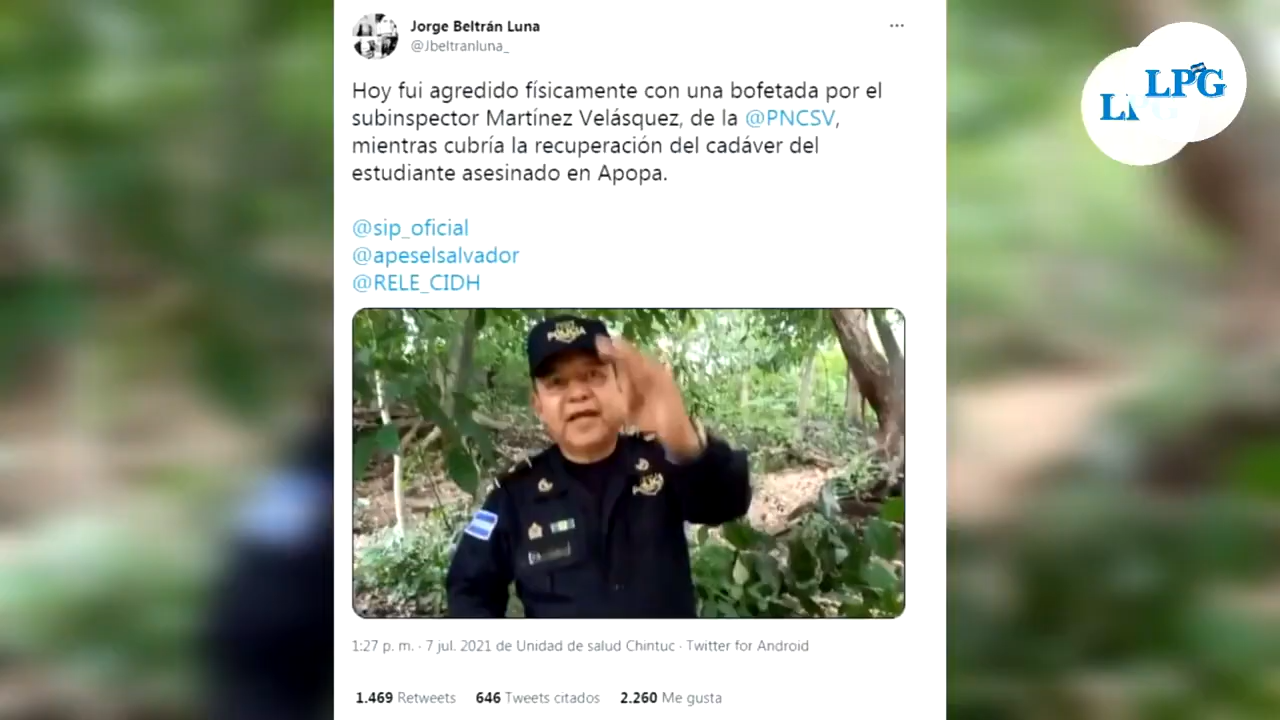 Jorge Beltrán Luna
@Jbeltranluna_
LPG
Hoy fui agredido físicamente con una bofetada por el
subinspector Martínez Velásquez, de la @PNCSV,
mientras cubría la recuperación del cadáver del
estudiante asesinado en Apopa.
@sip_oficial
@apeselsalvador
@RELE_CIDH
POLICIA
1:27 p. m. · 7 jul. 2021 de Unidad de salud Chintuc · Twitter for Android
1.469 Retweets 646 Tweets citados 2.260 Me gusta